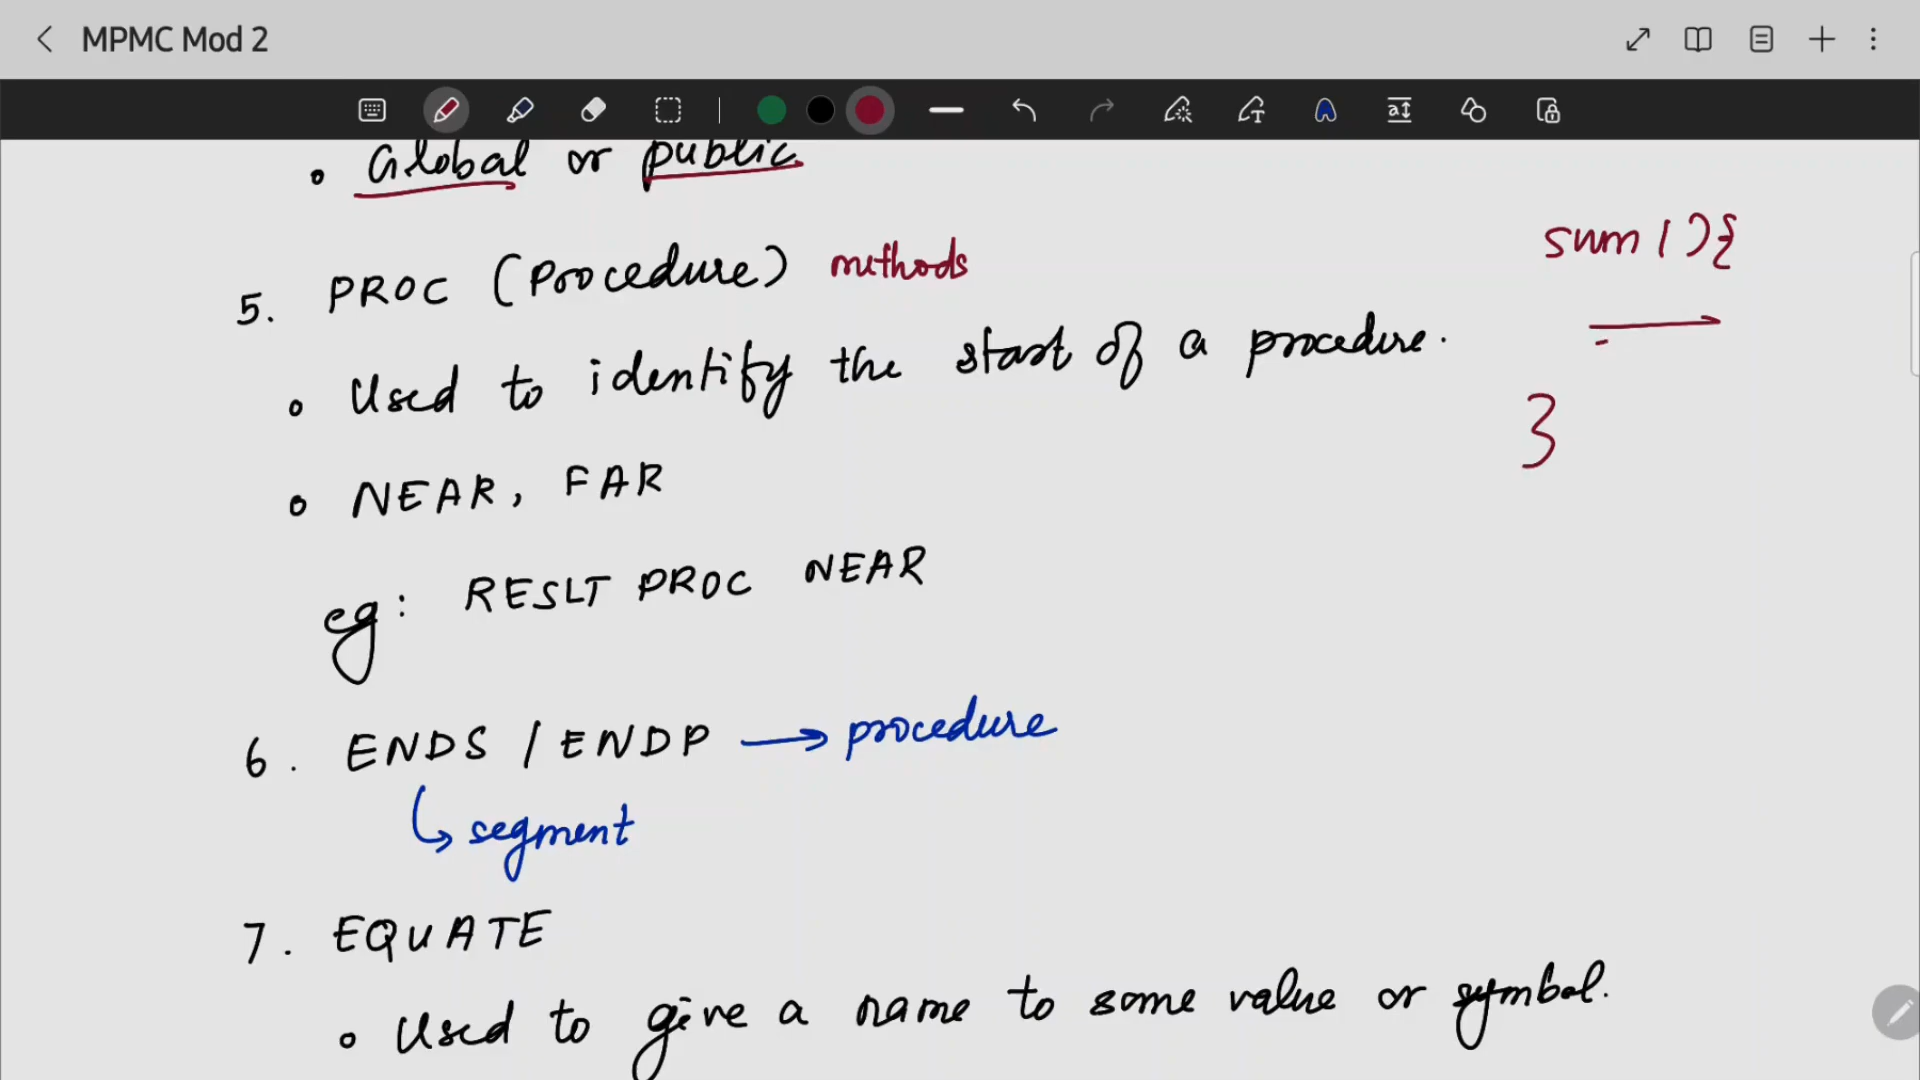 MPMC Mod 2
• Global or public
5. PROC (Procedure) methods
sum ( ) {
• Used to identify the start of a procedure.
}
• NEAR, FAR
eg: RESLT PROC NEAR
6. ENDS / ENDP → procedure
↳ segment
7. EQUATE
• Used to give a name to some value or symbol.